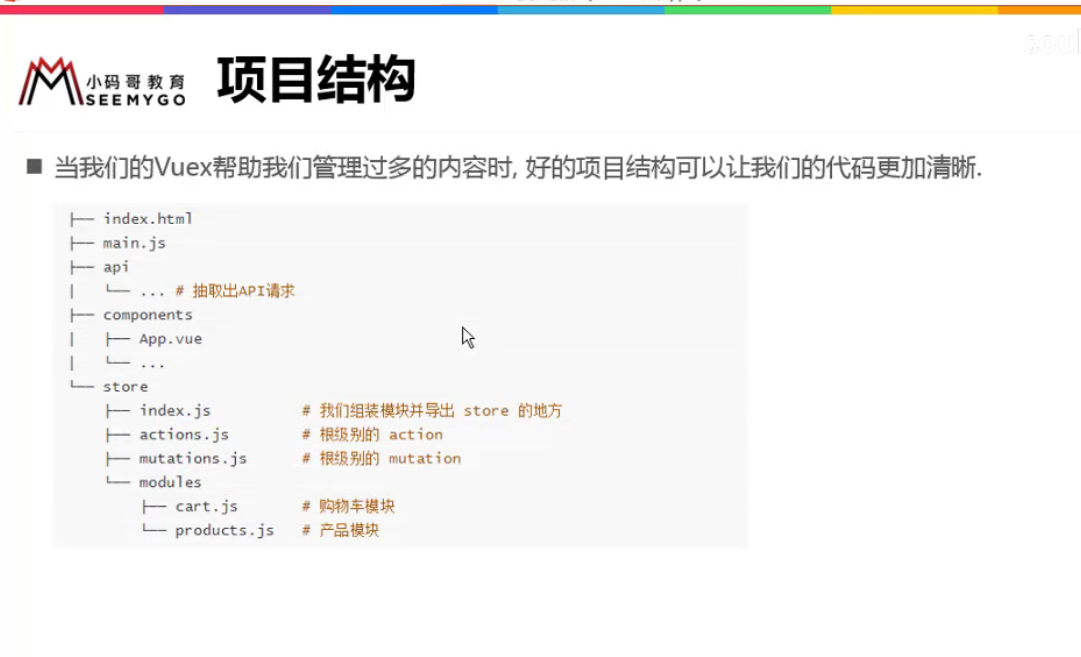 小码哥教育
SEEMYGO
项目结构
■ 当我们的Vuex帮助我们管理过多的内容时, 好的项目结构可以让我们的代码更加清晰.
├── index.html
├── main.js
├── api
│   └── ... # 抽取出API请求
├── components
│   ├── App.vue
│   └── ...
└── store
    ├── index.js          # 我们组装模块并导出 store 的地方
    ├── actions.js        # 根级别的 action
    ├── mutations.js      # 根级别的 mutation
    └── modules
        ├── cart.js       # 购物车模块
        └── products.js   # 产品模块